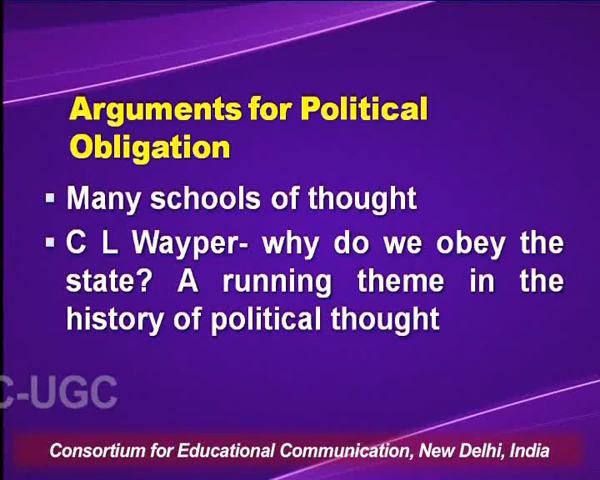 Arguments for Political
Obligation
▪ Many schools of thought
▪ C L Wayper- why do we obey the
state? A running theme in the
history of political thought
C-UGC
Consortium for Educational Communication, New Delhi, India